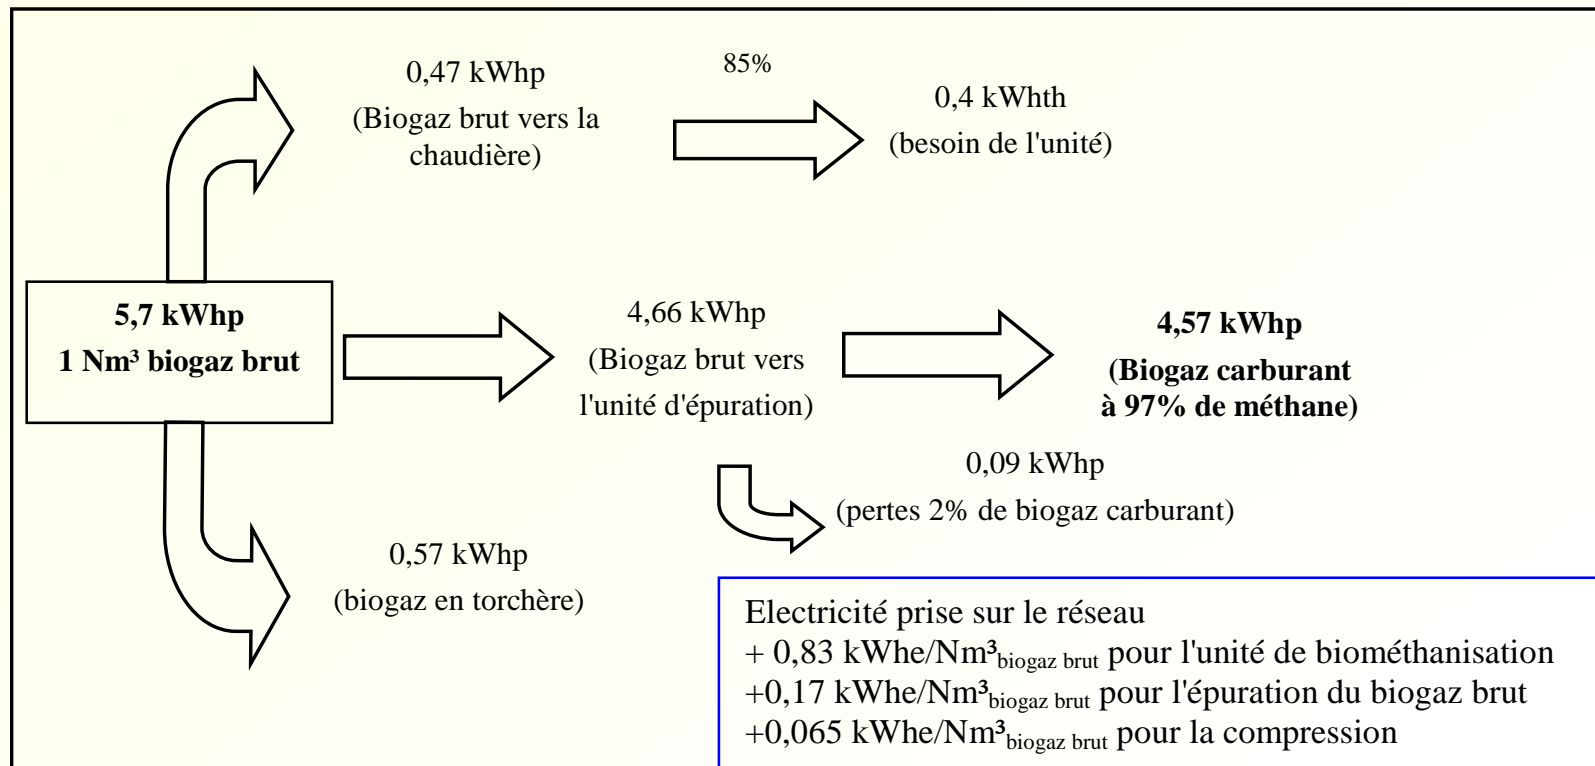 0,47 kWhp
(Biogaz brut vers la
chaudière)
85%
0,4 kWhth
(besoin de l'unité)
5,7 kWhp
1 Nm³ biogaz brut
4,66 kWhp
(Biogaz brut vers
l'unité d'épuration)
4,57 kWhp
(Biogaz carburant
à 97% de méthane)
0,09 kWhp
(pertes 2% de biogaz carburant)
0,57 kWhp
(biogaz en torchère)
Electricité prise sur le réseau
+ 0,83 kWhe/Nm³biogaz brut pour l'unité de biométhanisation
+0,17 kWhe/Nm³biogaz brut pour l'épuration du biogaz brut
+0,065 kWhe/Nm³biogaz brut pour la compression